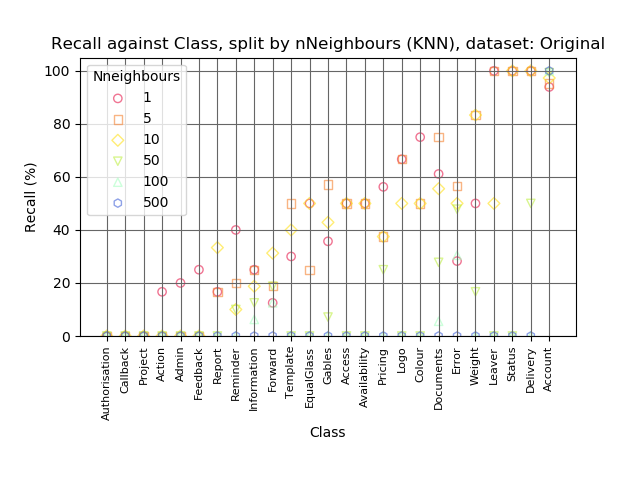 Recall against Class, split by nNeighbours (KNN), dataset: Original
Nneighbours
1
5
10
50
100
500
Recall (%)
100
80
60
40
20
0
Authorisation
Callback
Project
Action
Admin
Feedback
Report
Reminder
Information
Forward
Template
EqualGlass
Gables
Access
Availability
Pricing
Logo
Colour
Documents
Error
Weight
Leaver
Status
Delivery
Account
Class